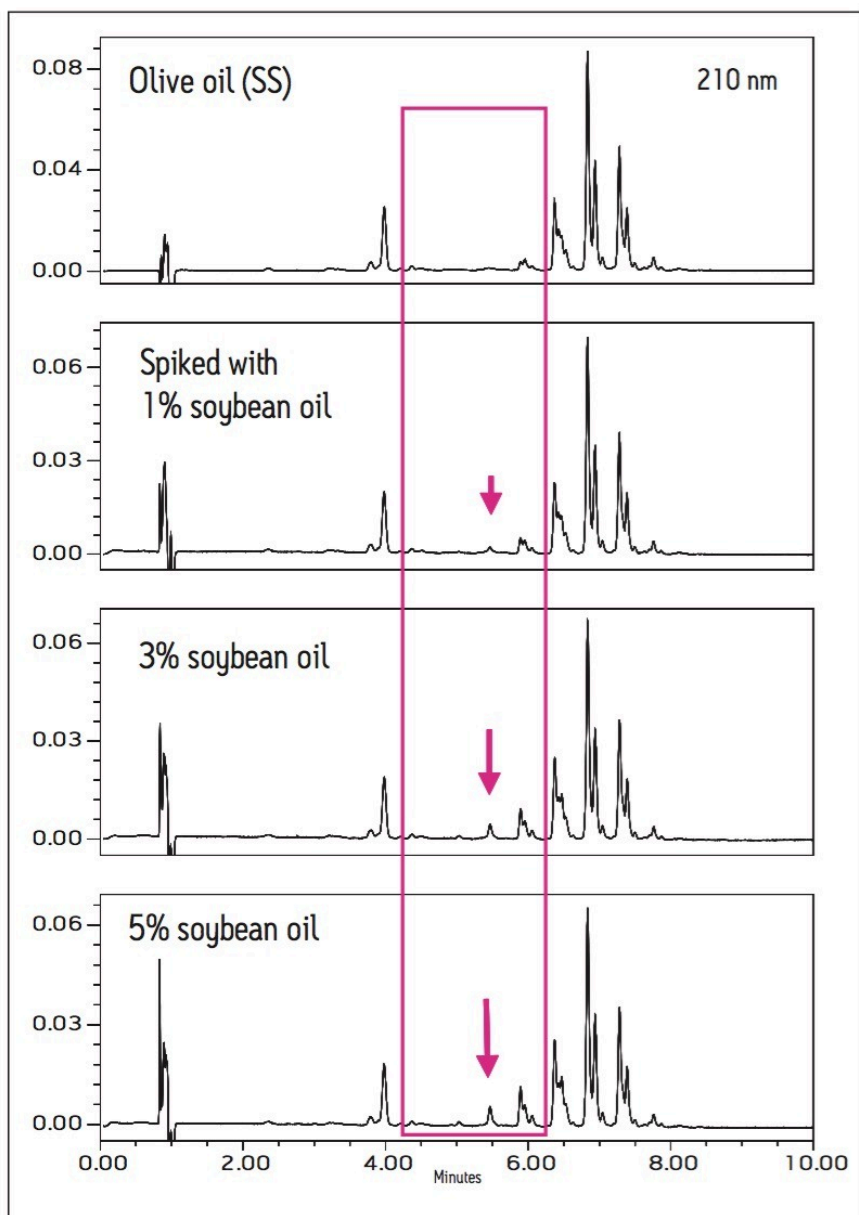 0.08
Olive oil (SS)
210 nm
0.04
0.00
0.06
Spiked with
1% soybean oil
0.03
0.00
0.06
3% soybean oil
0.03
0.00
0.06
5% soybean oil
0.03
0.00
0.00 2.00 4.00 6.00 8.00 10.00
Minutes